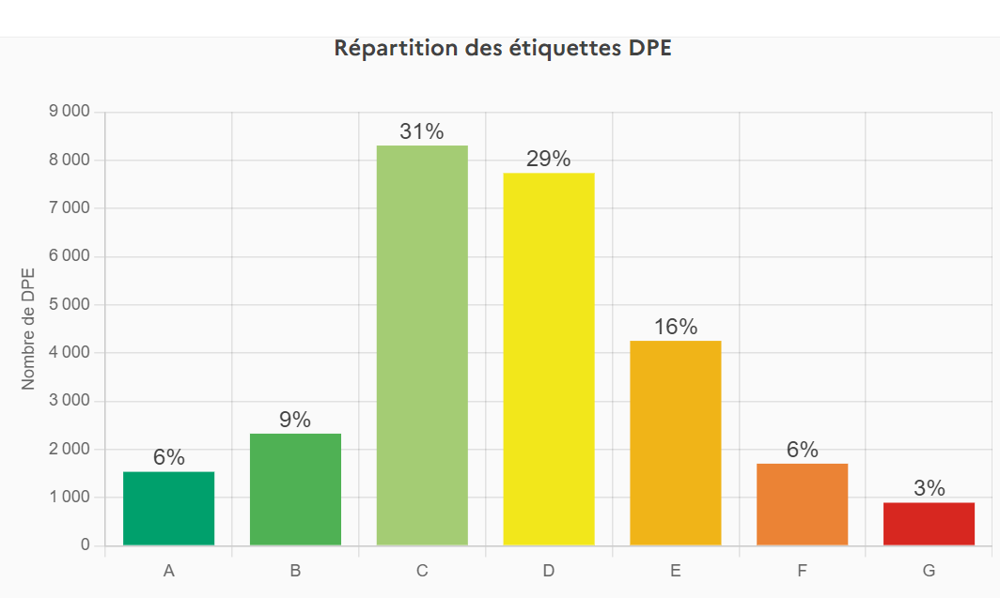 Répartition des étiquettes DPE
9 000
8 000
7 000
6 000
5 000
4 000
3 000
2 000
1 000
0
Nombre de DPE
6%
9%
31%
29%
16%
6%
3%
A
B
C
D
E
F
G